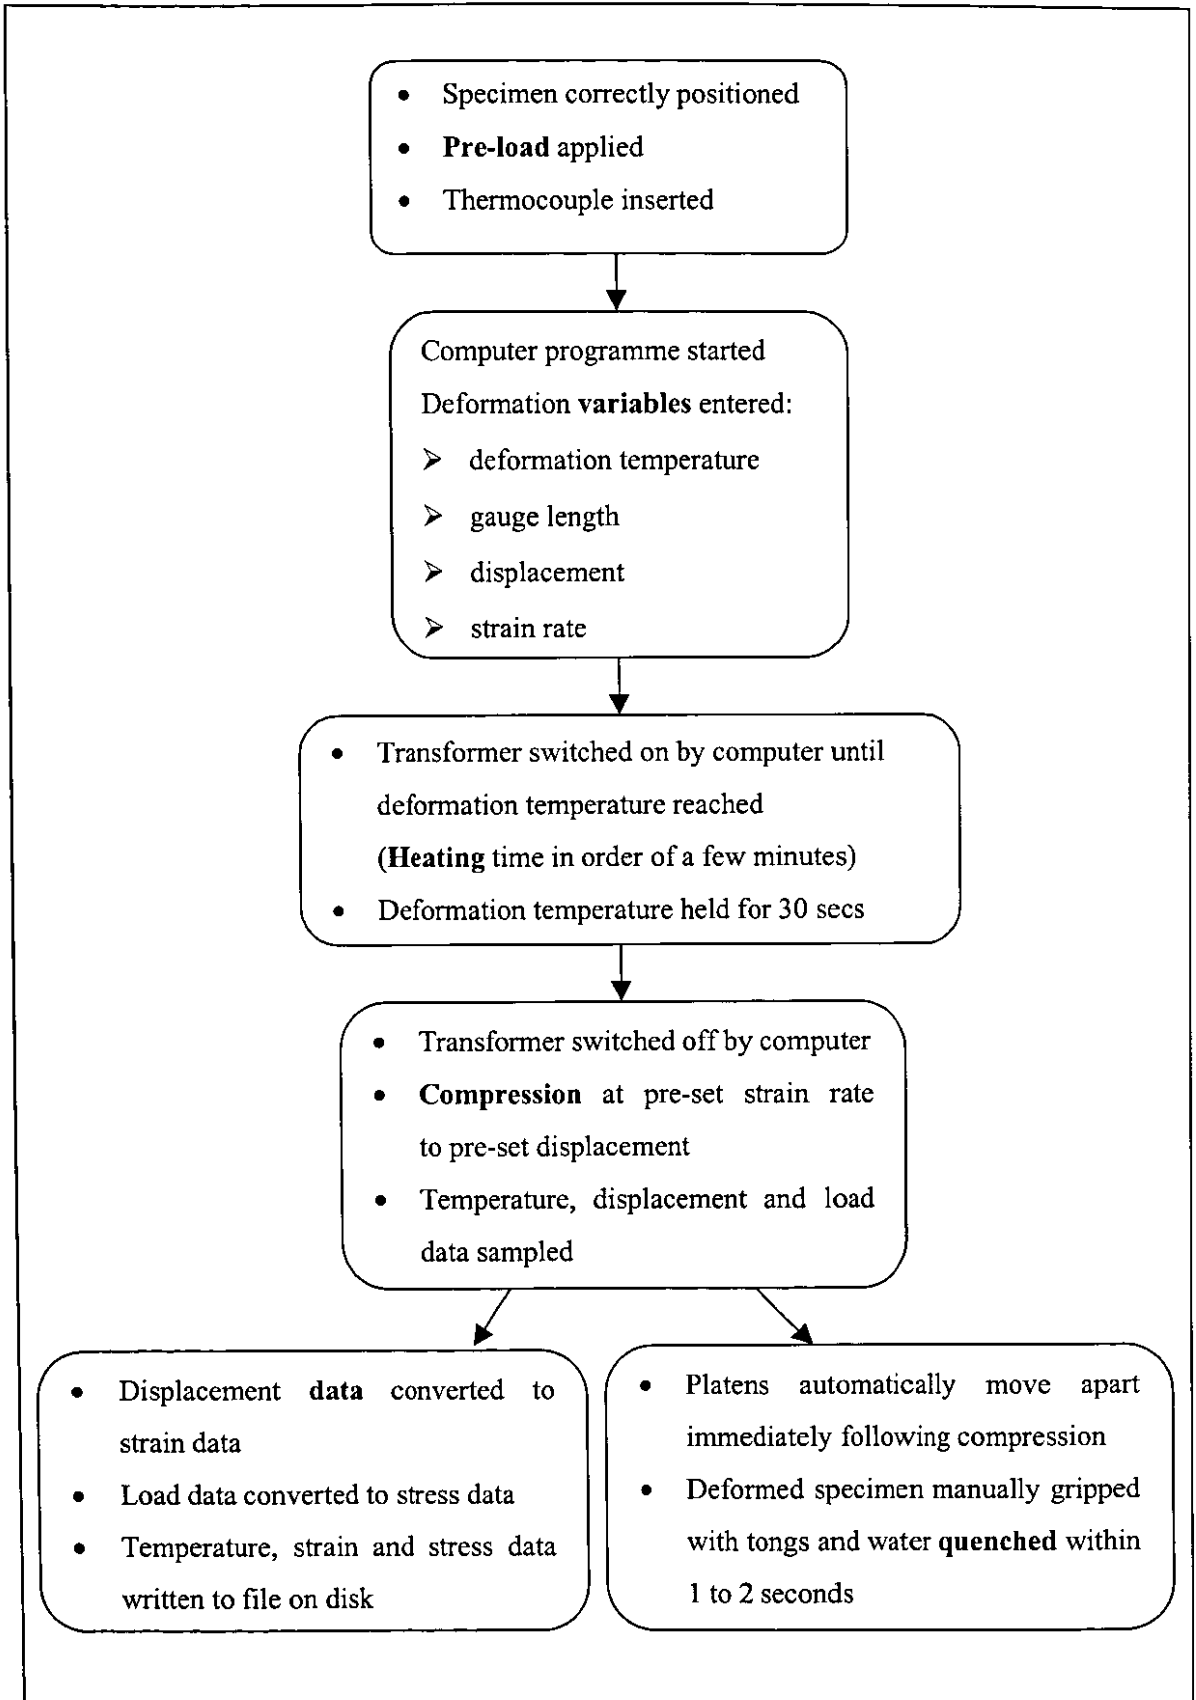 • Specimen correctly positioned
• Pre-load applied
• Thermocouple inserted
Computer programme started
Deformation variables entered:
➢ deformation temperature
➢ gauge length
➢ displacement
➢ strain rate
• Transformer switched on by computer until
deformation temperature reached
(Heating time in order of a few minutes)
• Deformation temperature held for 30 secs
• Transformer switched off by computer
• Compression at pre-set strain rate
to pre-set displacement
• Temperature, displacement and load
data sampled
• Displacement data converted to
strain data
• Load data converted to stress data
• Temperature, strain and stress data
written to file on disk
• Platens automatically move apart
immediately following compression
• Deformed specimen manually gripped
with tongs and water quenched within
1 to 2 seconds